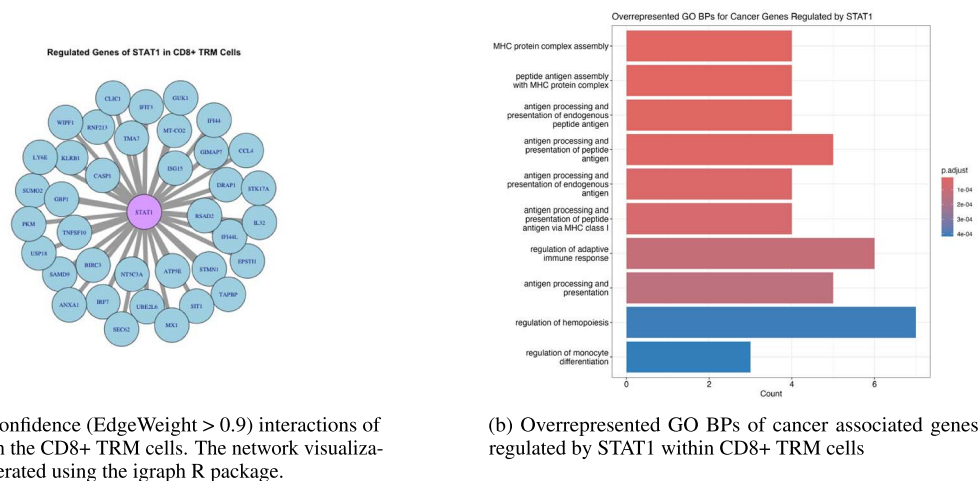 Regulated Genes of STAT1 in CD8+ TRM Cells
CLIC1
IFIT3
GUK1
WIPF1
RNF213
TMA7
MT-CO2
IFI44
LY6E
KLRB1
GIMAP7
CCL4
CASP1
ISG15
SUMO2
GBP1
DRAP1
STK17A
STAT1
PKM
TNFSF10
RSAD2
IL32
IFI44L
USP18
SAMD9
BIRC3
NT5C3A
ATP5E
STMN1
EPSTI1
ANXA1
IRF7
UBE2L6
SIT1
TAPBP
SEC62
MX1
onfidence (EdgeWeight > 0.9) interactions of
n the CD8+ TRM cells. The network visualiza-
erated using the igraph R package.
Overrepresented GO BPs for Cancer Genes Regulated by STAT1
MHC protein complex assembly
peptide antigen assembly
with MHC protein complex
antigen processing and
presentation of endogenous
peptide antigen
antigen processing and
presentation of peptide
antigen
antigen processing and
presentation of endogenous
antigen
antigen processing and
presentation of peptide
antigen via MHC class I
regulation of adaptive
immune response
antigen processing and
presentation
regulation of hemopoiesis
regulation of monocyte
differentiation
0 2 4 6
Count
p.adjust
1e-04
2e-04
3e-04
4e-04
(b) Overrepresented GO BPs of cancer associated genes
regulated by STAT1 within CD8+ TRM cells